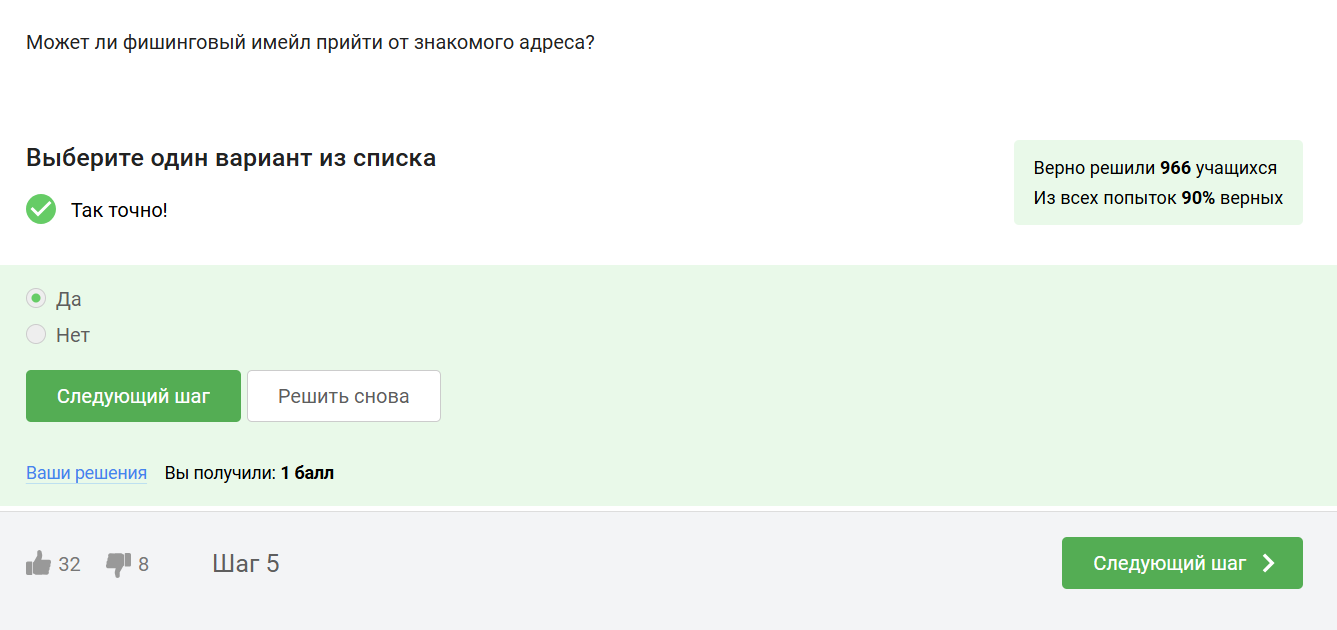 Может ли фишинговый имейл прийти от знакомого адреса?
Выберите один вариант из списка
Так точно!
Верно решили 966 учащихся
Из всех попыток 90% верных
Да
Нет
Следующий шаг
Решить снова
Ваши решения Вы получили: 1 балл
32 8 Шаг 5
Следующий шаг